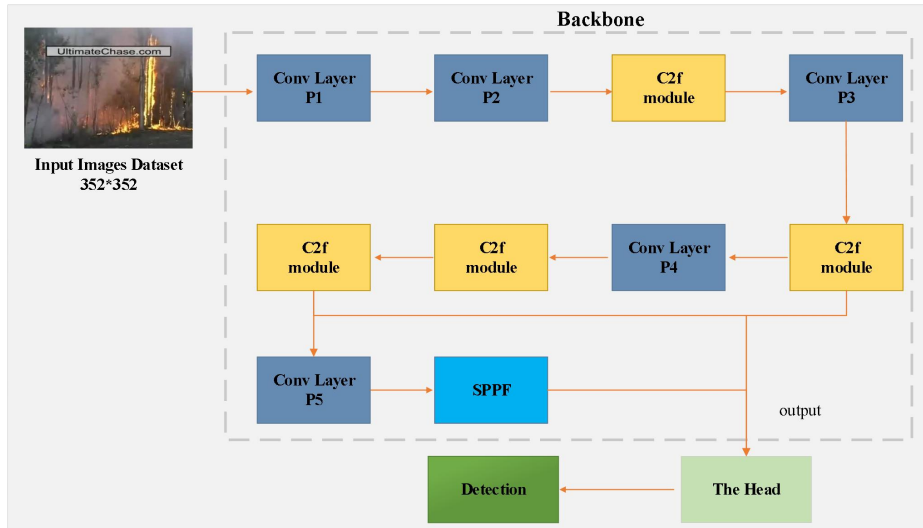 Backbone
UltimateChase.com
Input Images Dataset
352*352
Conv Layer
P1
Conv Layer
P2
C2f
module
Conv Layer
P3
C2f
module
C2f
module
Conv Layer
P4
C2f
module
Conv Layer
P5
SPPF
output
Detection
The Head